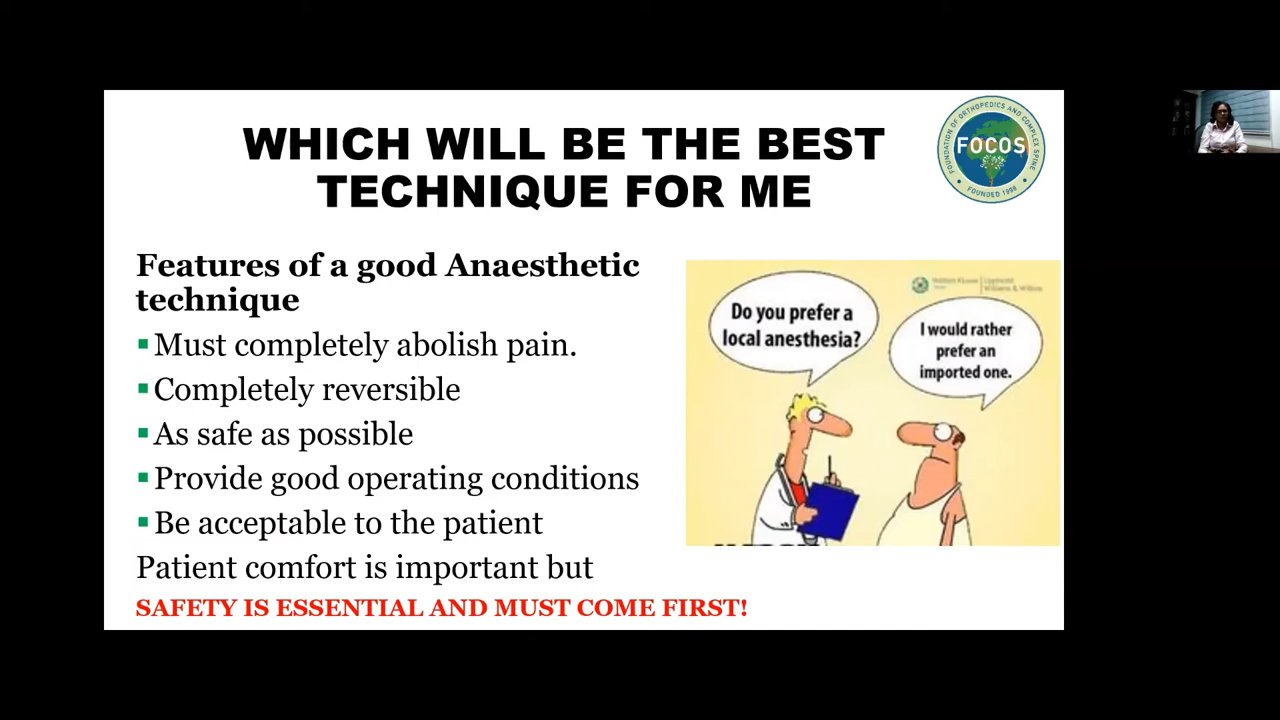 WHICH WILL BE THE BEST
TECHNIQUE FOR ME
FOUNDATION OF ORTHOPEDICS AND COMPLEX SPINE
FOCOS
FOUNDED 1998
Features of a good Anaesthetic
technique
Must completely abolish pain.
Completely reversible
As safe as possible
Provide good operating conditions
Be acceptable to the patient
Patient comfort is important but
SAFETY IS ESSENTIAL AND MUST COME FIRST!
Wolters Kluwer
Lippincott
Williams & Wilkins
Do you prefer a
local anesthesia?
I would rather
prefer an
imported one.